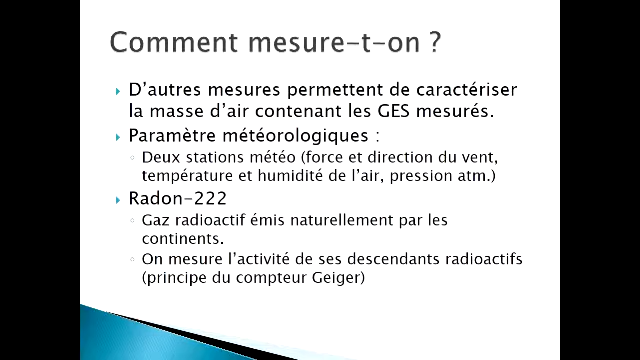 Comment mesure-t-on ?
D'autres mesures permettent de caractériser
la masse d'air contenant les GES mesurés.
Paramètre météorologiques :
Deux stations météo (force et direction du vent,
température et humidité de l'air, pression atm.)
Radon-222
Gaz radioactif émis naturellement par les
continents.
On mesure l'activité de ses descendants radioactifs
(principe du compteur Geiger)